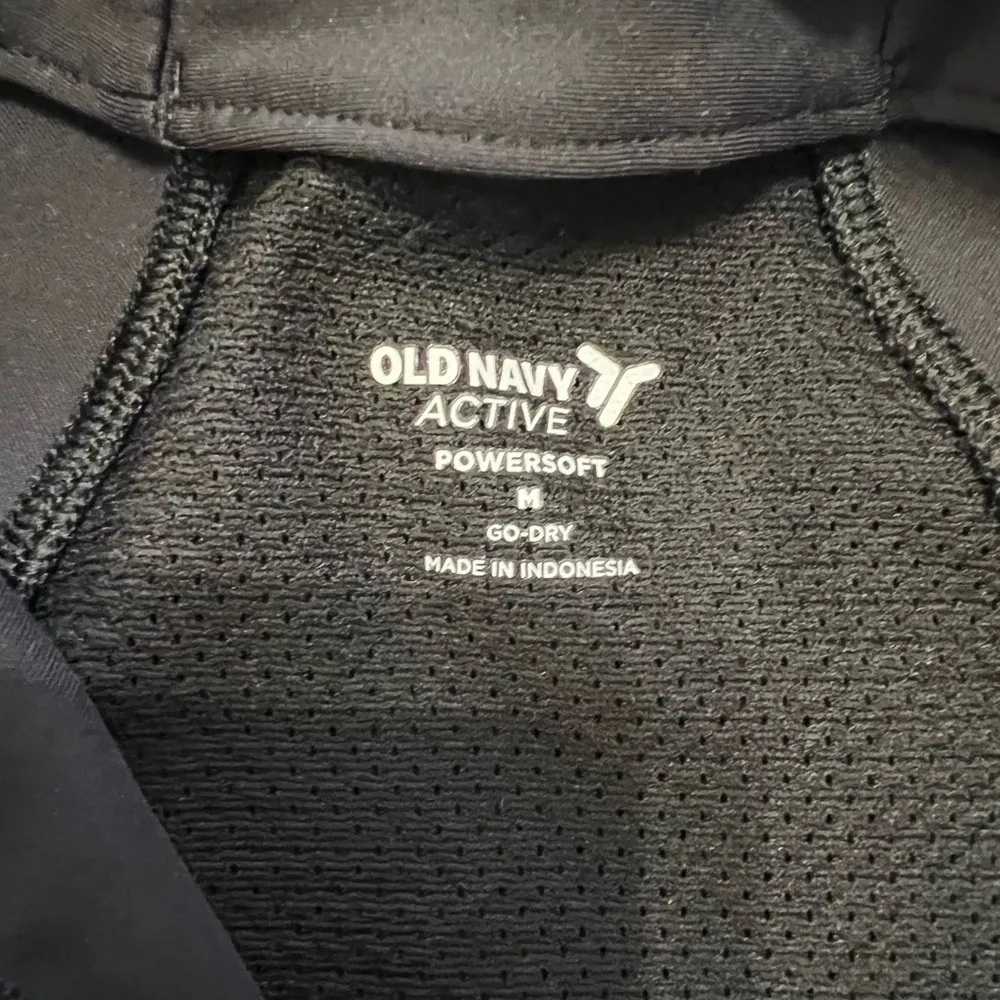 OLD NAVY
ACTIVE
POWERSOFT
M
GO-DRY
MADE IN INDONESIA